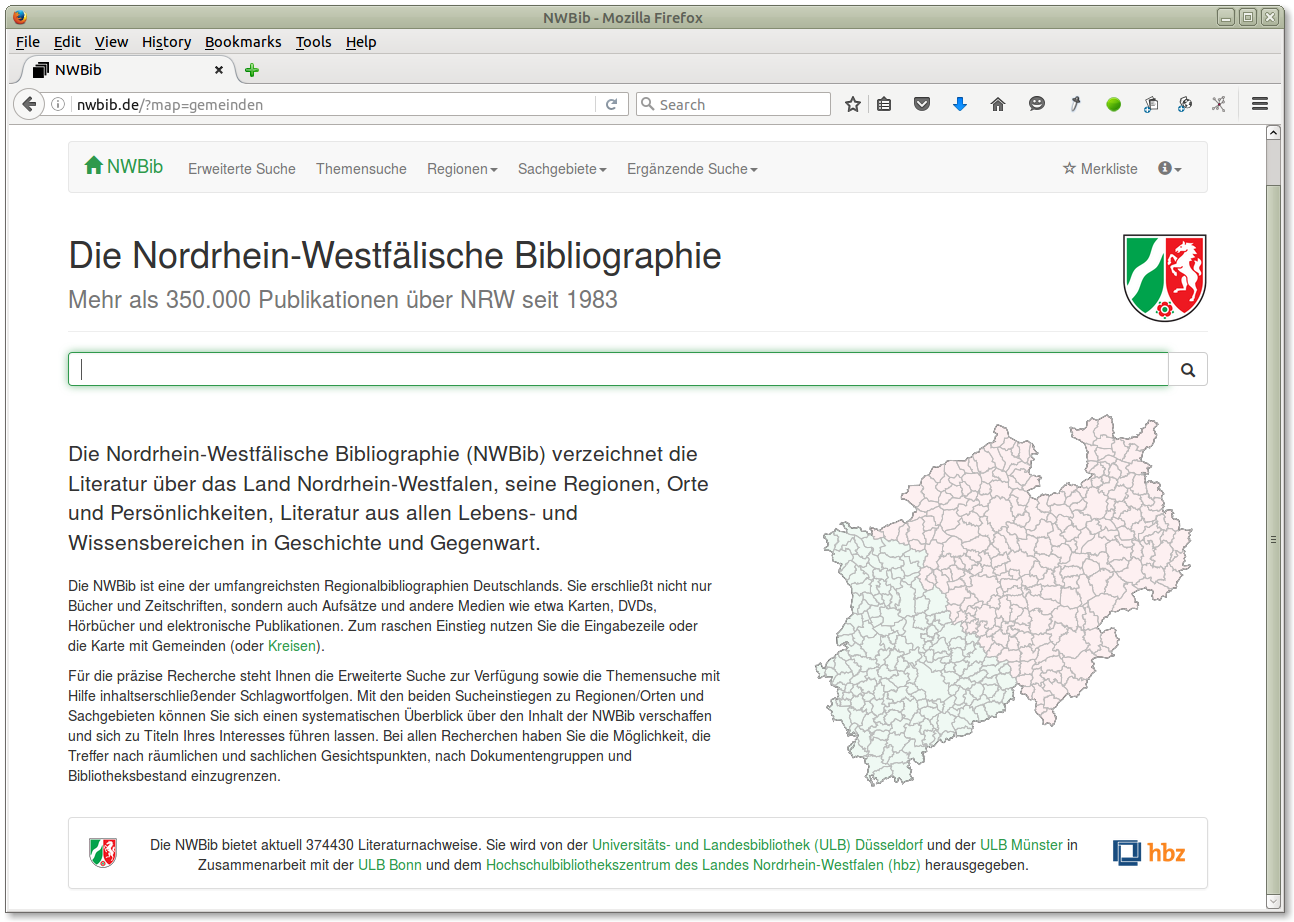 NWBib - Mozilla Firefox
File Edit View History Bookmarks Tools Help
NWBib
nwbib.de/?map=gemeinden
Search
NWBib Erweiterte Suche Themensuche Regionen Sachgebiete Ergänzende Suche Merkliste
Die Nordrhein-Westfälische Bibliographie
Mehr als 350.000 Publikationen über NRW seit 1983
Die Nordrhein-Westfälische Bibliographie (NWBib) verzeichnet die
Literatur über das Land Nordrhein-Westfalen, seine Regionen, Orte
und Persönlichkeiten, Literatur aus allen Lebens- und
Wissensbereichen in Geschichte und Gegenwart.
Die NWBib ist eine der umfangreichsten Regionalbibliographien Deutschlands. Sie erschließt nicht nur
Bücher und Zeitschriften, sondern auch Aufsätze und andere Medien wie etwa Karten, DVDs,
Hörbücher und elektronische Publikationen. Zum raschen Einstieg nutzen Sie die Eingabezeile oder
die Karte mit Gemeinden (oder Kreisen).
Für die präzise Recherche steht Ihnen die Erweiterte Suche zur Verfügung sowie die Themensuche mit
Hilfe inhaltserschließender Schlagwortfolgen. Mit den beiden Sucheinstiegen zu Regionen/Orten und
Sachgebieten können Sie sich einen systematischen Überblick über den Inhalt der NWBib verschaffen
und sich zu Titeln Ihres Interesses führen lassen. Bei allen Recherchen haben Sie die Möglichkeit, die
Treffer nach räumlichen und sachlichen Gesichtspunkten, nach Dokumentengruppen und
Bibliotheksbestand einzugrenzen.
Die NWBib bietet aktuell 374430 Literaturnachweise. Sie wird von der Universitäts- und Landesbibliothek (ULB) Düsseldorf und der ULB Münster in
Zusammenarbeit mit der ULB Bonn und dem Hochschulbibliothekszentrum des Landes Nordrhein-Westfalen (hbz) herausgegeben.
hbz